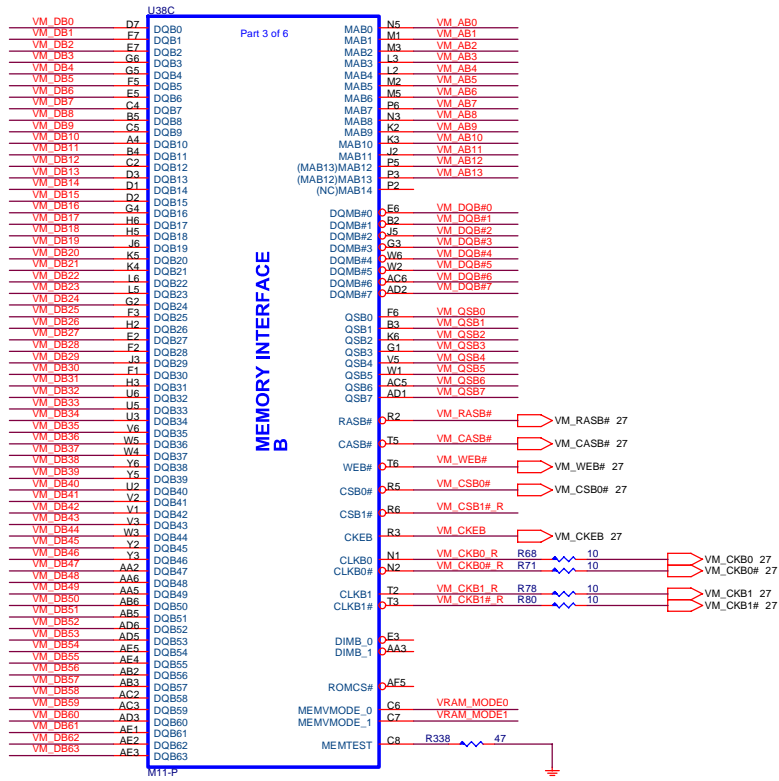 U38C
Part 3 of 6
VM_DB0 D7 DQB0
VM_DB1 F7 DQB1
VM_DB2 E7 DQB2
VM_DB3 G6 DQB3
VM_DB4 G5 DQB4
VM_DB5 F5 DQB5
VM_DB6 E5 DQB6
VM_DB7 C4 DQB7
VM_DB8 B5 DQB8
VM_DB9 C5 DQB9
VM_DB10 A4 DQB10
VM_DB11 B4 DQB11
VM_DB12 C2 DQB12
VM_DB13 D3 DQB13
VM_DB14 D1 DQB14
VM_DB15 D2 DQB15
VM_DB16 G4 DQB16
VM_DB17 H6 DQB17
VM_DB18 H5 DQB18
VM_DB19 J6 DQB19
VM_DB20 K5 DQB20
VM_DB21 K4 DQB21
VM_DB22 L6 DQB22
VM_DB23 L5 DQB23
VM_DB24 G2 DQB24
VM_DB25 F3 DQB25
VM_DB26 H2 DQB26
VM_DB27 E2 DQB27
VM_DB28 F2 DQB28
VM_DB29 J3 DQB29
VM_DB30 F1 DQB30
VM_DB31 H3 DQB31
VM_DB32 U6 DQB32
VM_DB33 U5 DQB33
VM_DB34 U3 DQB34
VM_DB35 V6 DQB35
VM_DB36 W5 DQB36
VM_DB37 W4 DQB37
VM_DB38 Y6 DQB38
VM_DB39 Y5 DQB39
VM_DB40 U2 DQB40
VM_DB41 V2 DQB41
VM_DB42 V1 DQB42
VM_DB43 V3 DQB43
VM_DB44 W3 DQB44
VM_DB45 Y2 DQB45
VM_DB46 Y3 DQB46
VM_DB47 AA2 DQB47
VM_DB48 AA6 DQB48
VM_DB49 AA5 DQB49
VM_DB50 AB6 DQB50
VM_DB51 AB5 DQB51
VM_DB52 AD6 DQB52
VM_DB53 AD5 DQB53
VM_DB54 AE5 DQB54
VM_DB55 AE4 DQB55
VM_DB56 AB2 DQB56
VM_DB57 AB3 DQB57
VM_DB58 AC2 DQB58
VM_DB59 AC3 DQB59
VM_DB60 AD3 DQB60
VM_DB61 AE1 DQB61
VM_DB62 AE2 DQB62
VM_DB63 AE3 DQB63
MEMORY INTERFACE
B
MAB0 N5 VM_AB0
MAB1 M1 VM_AB1
MAB2 M3 VM_AB2
MAB3 L3 VM_AB3
MAB4 L2 VM_AB4
MAB5 M2 VM_AB5
MAB6 M5 VM_AB6
MAB7 P6 VM_AB7
MAB8 N3 VM_AB8
MAB9 K2 VM_AB9
MAB10 K3 VM_AB10
MAB11 J2 VM_AB11
(MAB13)MAB12 P5 VM_AB12
(MAB12)MAB13 P3 VM_AB13
(NC)MAB14 P2
DQMB#0 E6 VM_DQB#0
DQMB#1 B2 VM_DQB#1
DQMB#2 J5 VM_DQB#2
DQMB#3 G3 VM_DQB#3
DQMB#4 W6 VM_DQB#4
DQMB#5 W2 VM_DQB#5
DQMB#6 AC6 VM_DQB#6
DQMB#7 AD2 VM_DQB#7
QSB0 F6 VM_QSB0
QSB1 B3 VM_QSB1
QSB2 K6 VM_QSB2
QSB3 G1 VM_QSB3
QSB4 V5 VM_QSB4
QSB5 W1 VM_QSB5
QSB6 AC5 VM_QSB6
QSB7 AD1 VM_QSB7
RASB# R2 VM_RASB# VM_RASB# 27
CASB# T5 VM_CASB# VM_CASB# 27
WEB# T6 VM_WEB# VM_WEB# 27
CSB0# R5 VM_CSB0# VM_CSB0# 27
CSB1# R6 VM_CSB1#_R
CKEB R3 VM_CKEB VM_CKEB 27
CLKB0 N1 VM_CKB0_R R68 10 VM_CKB0 27
CLKB0# N2 VM_CKB0#_R R71 10 VM_CKB0# 27
CLKB1 T2 VM_CKB1_R R78 10 VM_CKB1 27
CLKB1# T3 VM_CKB1#_R R80 10 VM_CKB1# 27
DIMB_0 E3
DIMB_1 AA3
ROMCS# AF5
MEMVMODE_0 C6 VRAM_MODE0
MEMVMODE_1 C7 VRAM_MODE1
MEMTEST C8 R338 47
M11-P